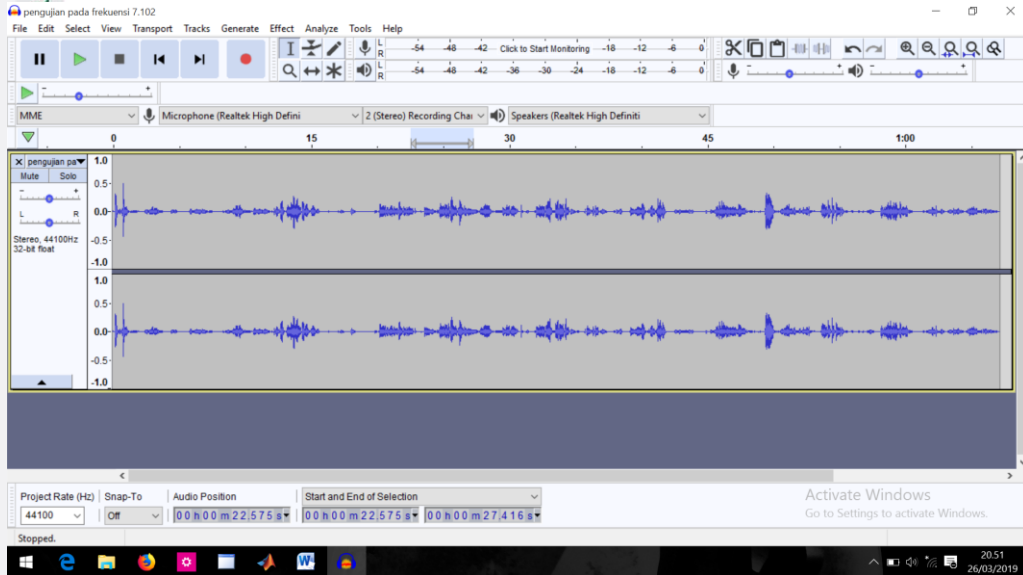 pengujian pada frekuensi 7.102
File Edit Select View Transport Tracks Generate Effect Analyze Tools Help
L
R
-54 -48 -42 Click to Start Monitoring -18 -12 -6 0
L
R
-54 -48 -42 -36 -30 -24 -18 -12 -6 0
MME
Microphone (Realtek High Defini
2 (Stereo) Recording Chai
Speakers (Realtek High Definiti
0 15 30 45 1:00
pengujian pa
Mute Solo
- +
L R
Stereo, 44100Hz
32-bit float
1.0
0.5
0.0
-0.5
-1.0
1.0
0.5
0.0
-0.5
-1.0
Project Rate (Hz) Snap-To Audio Position Start and End of Selection
44100 Off 00 h 00 m 22.575 s 00 h 00 m 22.575 s 00 h 00 m 27.416 s
Activate Windows
Go to Settings to activate Windows.
Stopped.
20.51
26/03/2019